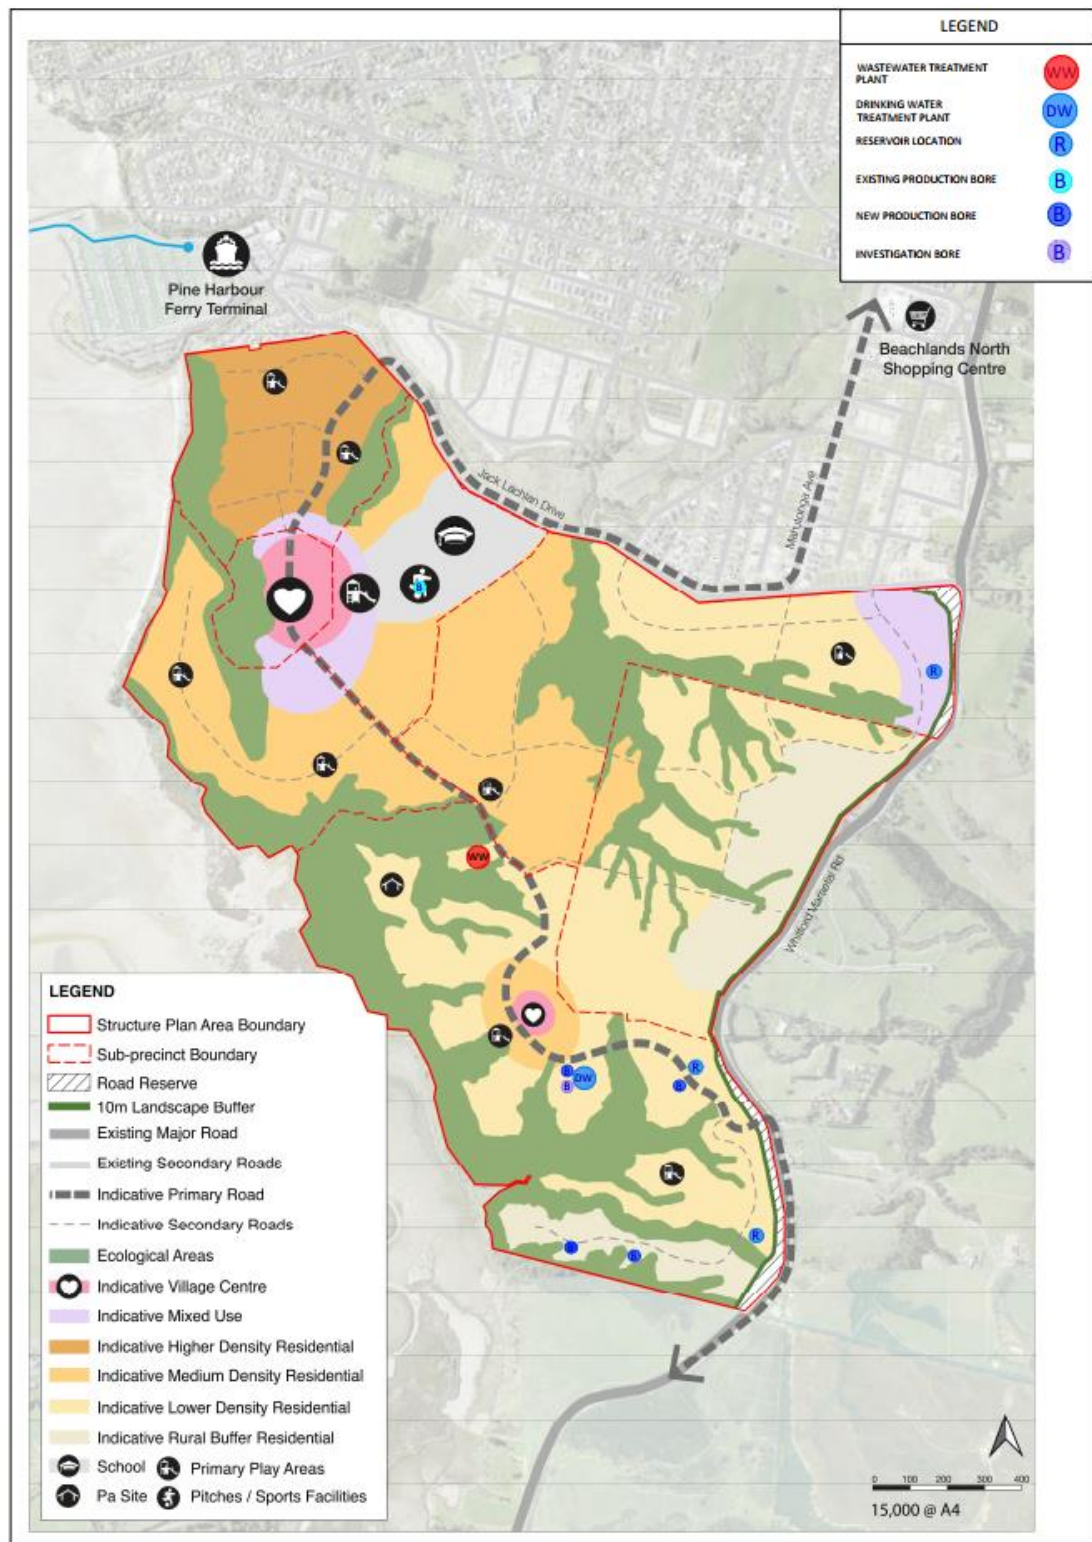 LEGEND
WASTEWATER TREATMENT
PLANT
WW
DRINKING WATER
TREATMENT PLANT
DW
RESERVOIR LOCATION
R
EXISTING PRODUCTION BORE
B
NEW PRODUCTION BORE
B
INVESTIGATION BORE
B
Pine Harbour
Ferry Terminal
Beachlands North
Shopping Centre
Jack Lachlan Drive
Mahutonga Ave
B
R
WW
Whitford Maraetai Rd
B
DW
B
R
B
R
B
B
LEGEND
Structure Plan Area Boundary
Sub-precinct Boundary
Road Reserve
10m Landscape Buffer
Existing Major Road
Existing Secondary Roads
Indicative Primary Road
Indicative Secondary Roads
Ecological Areas
Indicative Village Centre
Indicative Mixed Use
Indicative Higher Density Residential
Indicative Medium Density Residential
Indicative Lower Density Residential
Indicative Rural Buffer Residential
School Primary Play Areas
Pa Site Pitches / Sports Facilities
0 100 200 300 400
15,000 @ A4